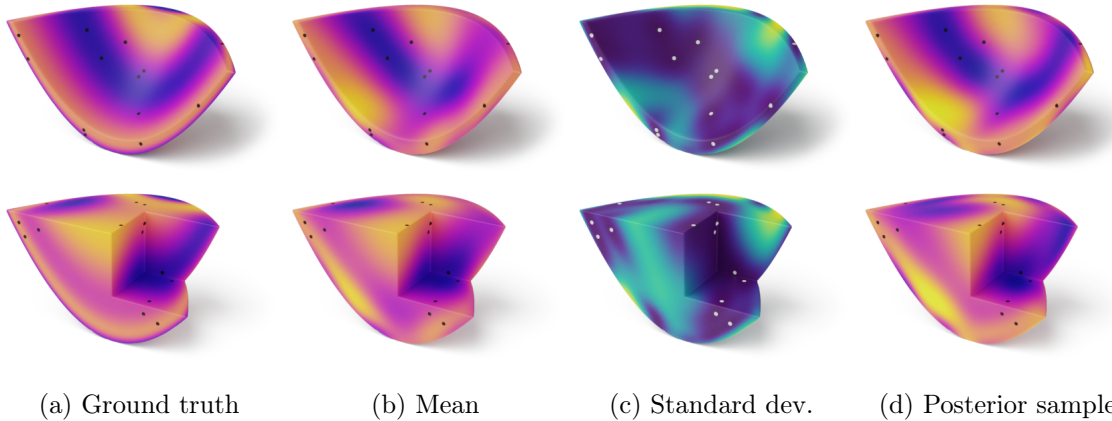 (a) Ground truth
(b) Mean
(c) Standard dev.
(d) Posterior sample